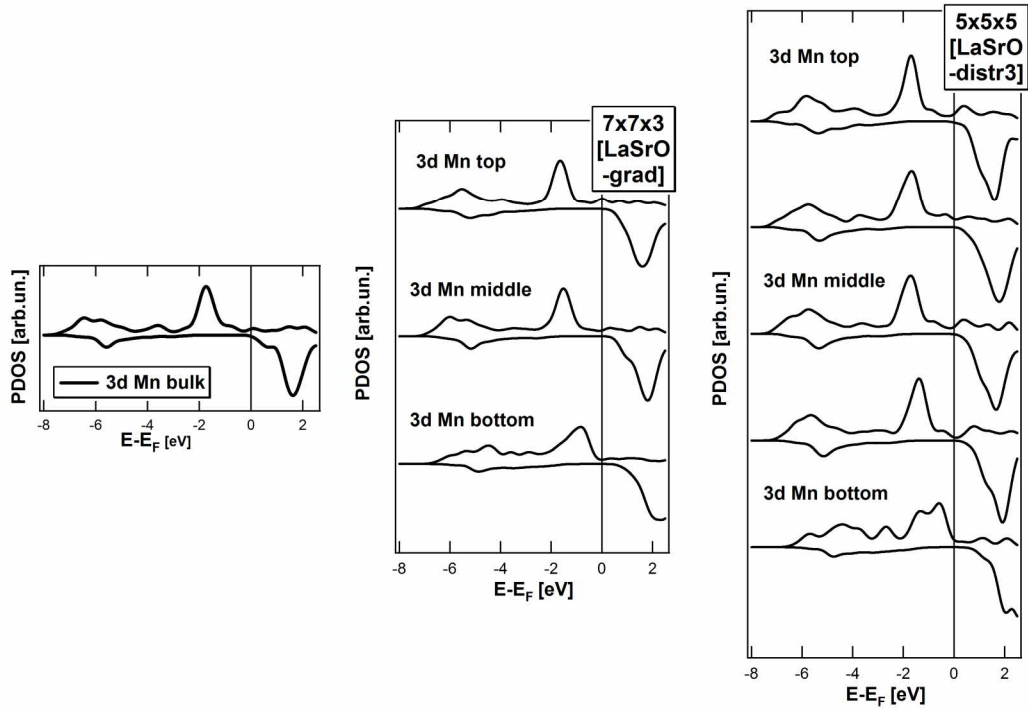 PDOS [arb.un.]
3d Mn bulk
-8 -6 -4 -2 0 2
E-E_F [eV]
7x7x3
[LaSrO
-grad]
3d Mn top
3d Mn middle
3d Mn bottom
PDOS [arb.un.]
-8 -6 -4 -2 0 2
E-E_F [eV]
5x5x5
[LaSrO
-distr3]
3d Mn top
3d Mn middle
3d Mn bottom
PDOS [arb.un.]
-8 -6 -4 -2 0 2
E-E_F [eV]